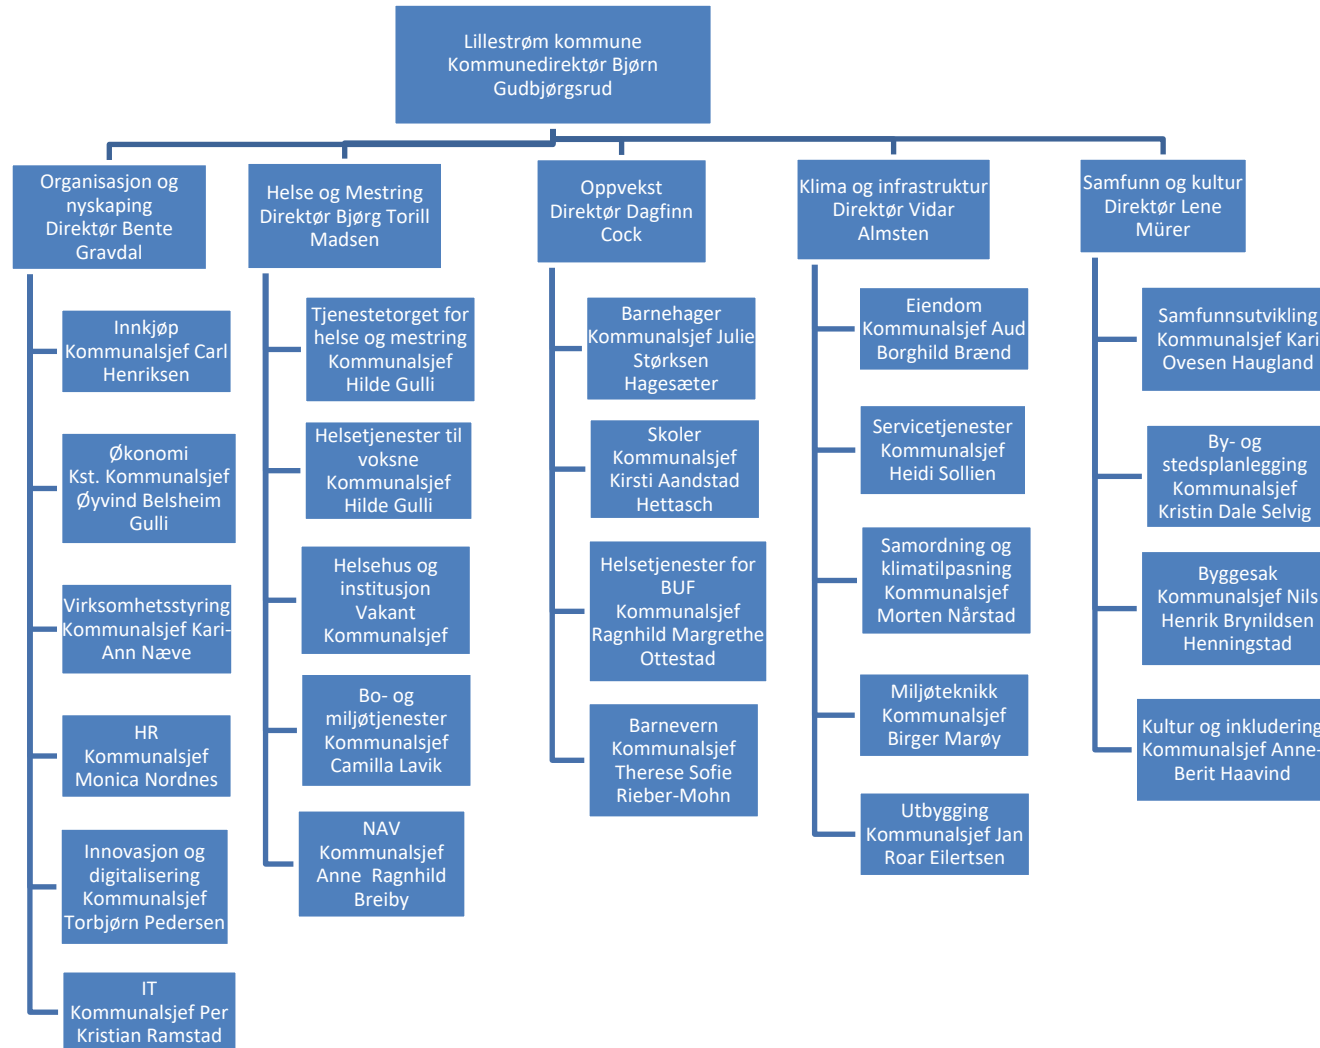 Lillestrøm kommune
Kommunedirektør Bjørn
Gudbjørgsrud
Organisasjon og
nyskaping
Direktør Bente
Gravdal
Innkjøp
Kommunalsjef Carl
Henriksen
Økonomi
Kst. Kommunalsjef
Øyvind Belsheim
Gulli
Virksomhetsstyring
Kommunalsjef Kari-
Ann Næve
HR
Kommunalsjef
Monica Nordnes
Innovasjon og
digitalisering
Kommunalsjef
Torbjørn Pedersen
IT
Kommunalsjef Per
Kristian Ramstad
Helse og Mestring
Direktør Bjørg Torill
Madsen
Tjenestetorget for
helse og mestring
Kommunalsjef
Hilde Gulli
Helsetjenester til
voksne
Kommunalsjef
Hilde Gulli
Helsehus og
institusjon
Vakant
Kommunalsjef
Bo- og
miljøtjenester
Kommunalsjef
Camilla Lavik
NAV
Kommunalsjef
Anne Ragnhild
Breiby
Oppvekst
Direktør Dagfinn
Cock
Barnehager
Kommunalsjef Julie
Størksen
Hagesæter
Skoler
Kommunalsjef
Kirsti Aandstad
Hettasch
Helsetjenester for
BUF
Kommunalsjef
Ragnhild Margrethe
Ottestad
Barnevern
Kommunalsjef
Therese Sofie
Rieber-Mohn
Klima og infrastruktur
Direktør Vidar
Almsten
Eiendom
Kommunalsjef Aud
Borghild Brænd
Servicetjenester
Kommunalsjef
Heidi Sollien
Samordning og
klimatilpasning
Kommunalsjef
Morten Nårstad
Miljøteknikk
Kommunalsjef
Birger Marøy
Utbygging
Kommunalsjef Jan
Roar Eilertsen
Samfunn og kultur
Direktør Lene
Mürer
Samfunnsutvikling
Kommunalsjef Kari
Ovesen Haugland
By- og
stedsplanlegging
Kommunalsjef
Kristin Dale Selvig
Byggesak
Kommunalsjef Nils
Henrik Brynildsen
Henningstad
Kultur og inkludering
Kommunalsjef Anne-
Berit Haavind